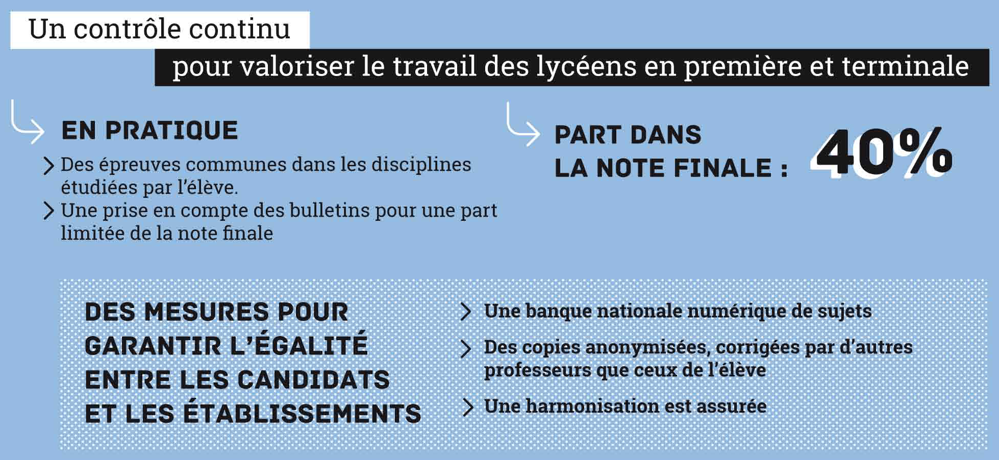 Un contrôle continu
pour valoriser le travail des lycéens en première et terminale
EN PRATIQUE
Des épreuves communes dans les disciplines
étudiées par l’élève.
Une prise en compte des bulletins pour une part
limitée de la note finale
PART DANS
LA NOTE FINALE :
40%
DES MESURES POUR
GARANTIR L’ÉGALITÉ
ENTRE LES CANDIDATS
ET LES ÉTABLISSEMENTS
Une banque nationale numérique de sujets
Des copies anonymisées, corrigées par d’autres
professeurs que ceux de l’élève
Une harmonisation est assurée